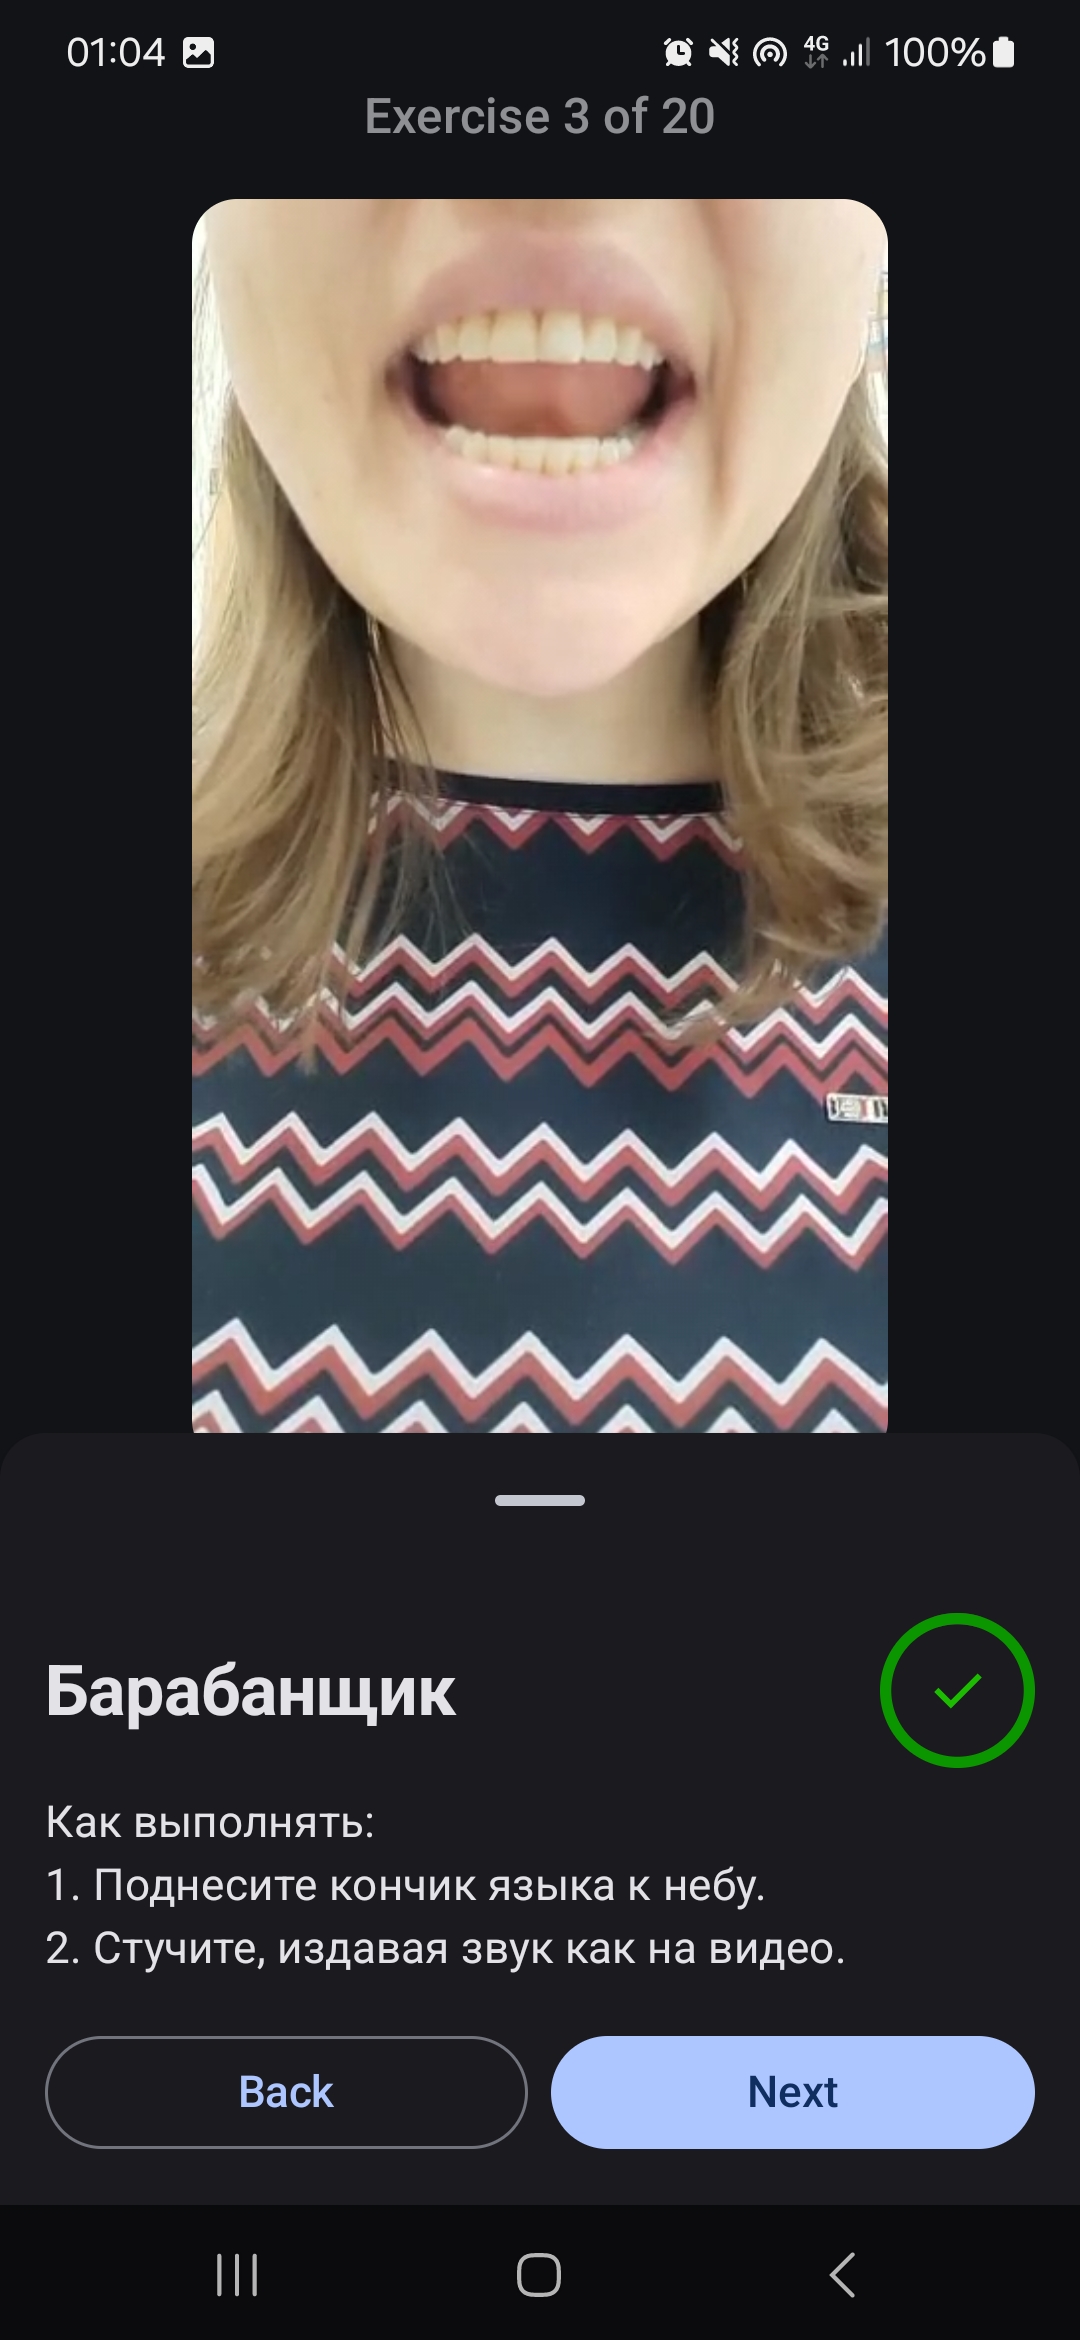 01:04 4G 100%
Exercise 3 of 20
Барабанщик
Как выполнять:
1. Поднесите кончик языка к небу.
2. Стучите, издавая звук как на видео.
Back Next